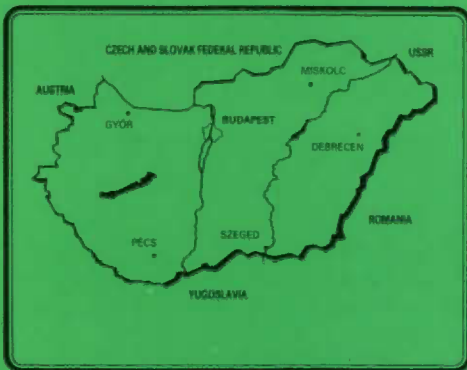 CZECH AND SLOVAK FEDERAL REPUBLIC
USSR
MISKOLC
AUSTRIA
GYŐR
BUDAPEST
DEBRECEN
ROMANIA
SZEGED
PÉCS
YUGOSLAVIA